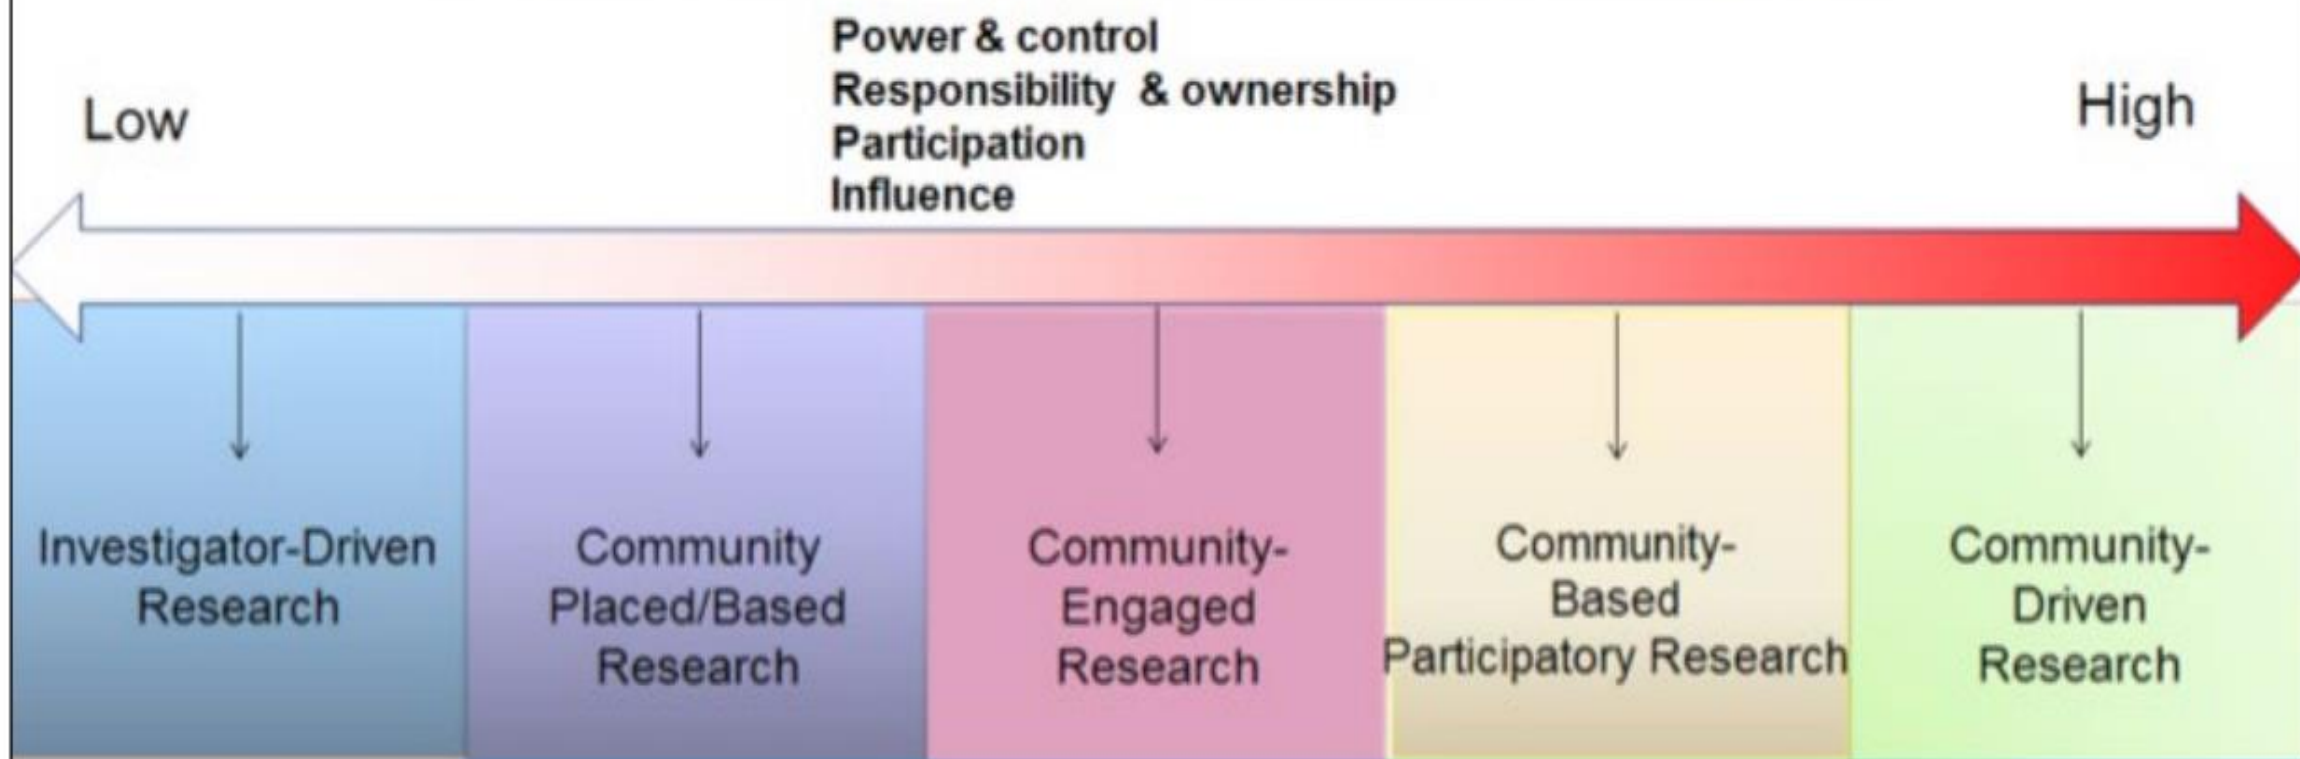 Power & control
Responsibility & ownership
Participation
Influence
Low
High
Investigator-Driven
Research
Community
Placed/Based
Research
Community-
Engaged
Research
Community-
Based
Participatory Research
Community-
Driven
Research